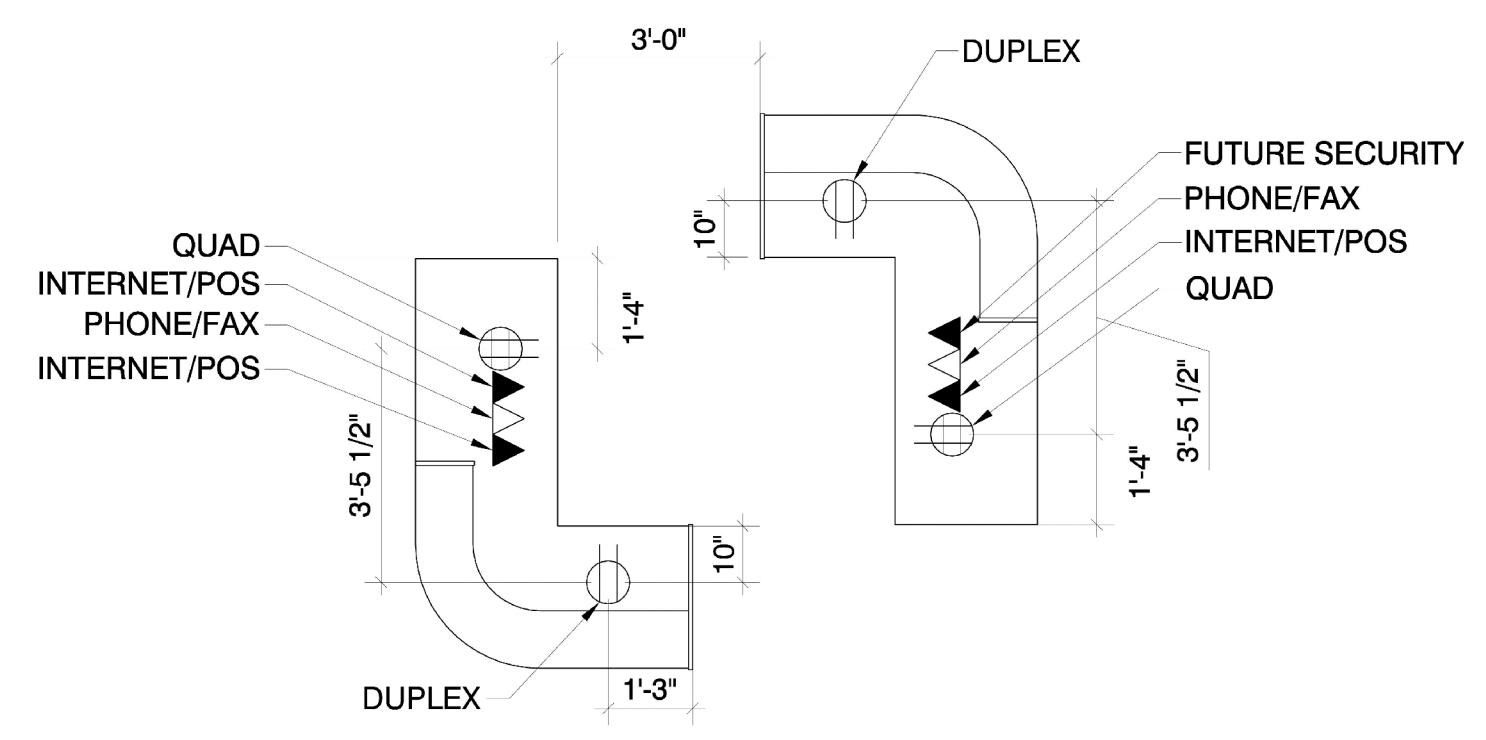 3'-0"
DUPLEX
FUTURE SECURITY
PHONE/FAX
INTERNET/POS
QUAD
10"
3'-5 1/2"
1'-4"
QUAD
INTERNET/POS
PHONE/FAX
INTERNET/POS
1'-4"
3'-5 1/2"
10"
1'-3"
DUPLEX